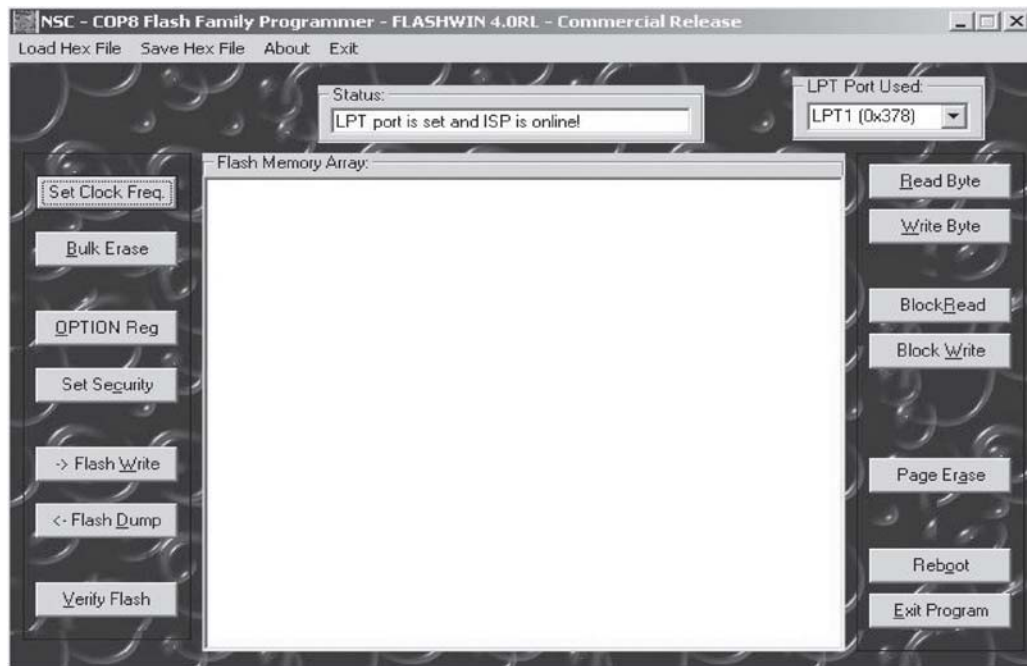 NSC - COP8 Flash Family Programmer - FLASHWIN 4.0RL - Commercial Release
Load Hex File Save Hex File About Exit
Status:
LPT port is set and ISP is online!
LPT Port Used:
LPT1 (0x378)
Set Clock Freq.
Bulk Erase
OPTION Reg
Set Security
-> Flash Write
<- Flash Dump
Verify Flash
Flash Memory Array:
Read Byte
Write Byte
BlockRead
Block Write
Page Erase
Reboot
Exit Program